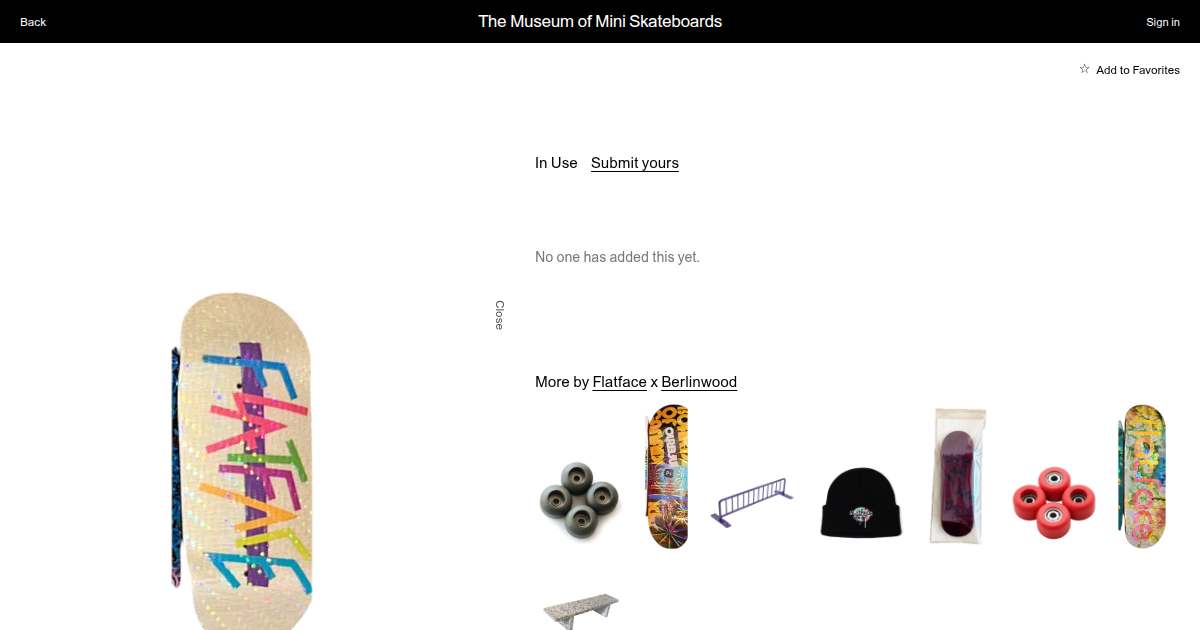 Back
The Museum of Mini Skateboards
Sign in
☆ Add to Favorites
In Use Submit yours
No one has added this yet.
Close
More by Flatface x Berlinwood
FLATFACE
flatface